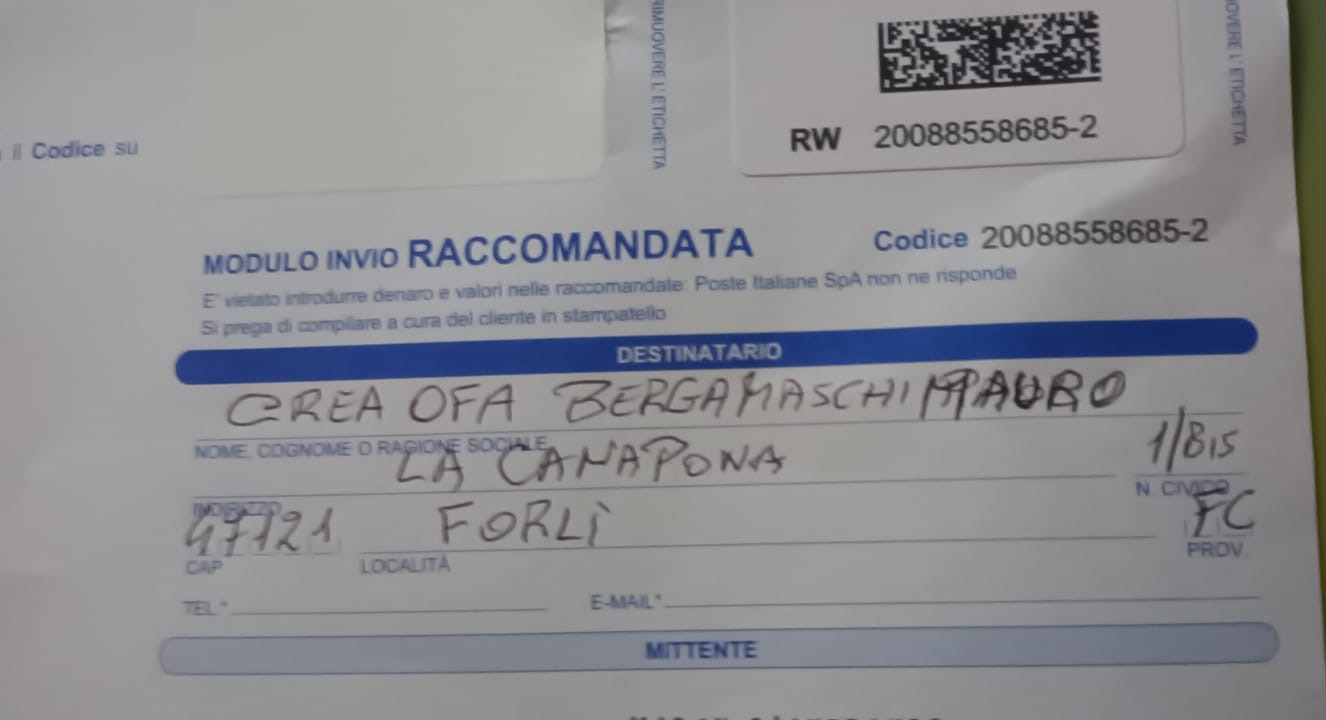 RIMUOVERE L'ETICHETTA
OVERE L'ETICHETTA
RW 20088558685-2
il Codice su
MODULO INVIO RACCOMANDATA Codice 20088558685-2
E' vietato introdurre denaro e valori nelle raccomandate: Poste Italiane SpA non ne risponde
Si prega di compilare a cura del cliente in stampatello
DESTINATARIO
CREA OFA BERGAMASCHI MAURO
NOME, COGNOME O RAGIONE SOCIALE
LA CANAPONA 1/BIS
INDIRIZZO N. CIVICO
47121 FORLÌ FC
CAP LOCALITÀ PROV.
TEL.* E-MAIL*
MITTENTE